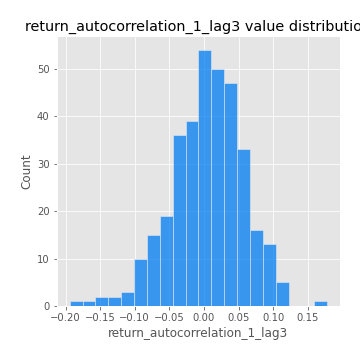 return_autocorrelation_1_lag3 value distributio
50
40
30
20
10
0
Count
−0.20 −0.15 −0.10 −0.05 0.00 0.05 0.10 0.15
return_autocorrelation_1_lag3